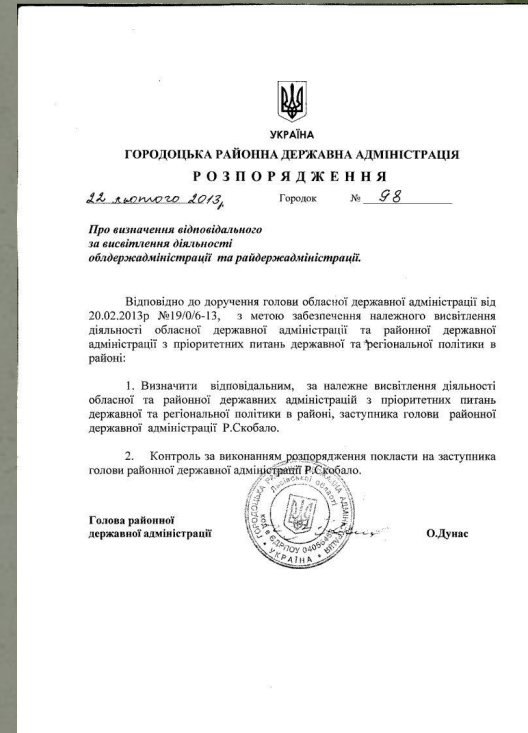 УКРАЇНА
ГОРОДОЦЬКА РАЙОННА ДЕРЖАВНА АДМІНІСТРАЦІЯ
РОЗПОРЯДЖЕННЯ
22 лютого 2013р Городок № 98
Про визначення відповідального
за висвітлення діяльності
облдержадміністрації та райдержадміністрації.
Відповідно до доручення голови обласної державної адміністрації від
20.02.2013р №19/0/6-13, з метою забезпечення належного висвітлення
діяльності обласної державної адміністрації та районної державної
адміністрації з пріоритетних питань державної та регіональної політики в
районі:
1. Визначити відповідальним, за належне висвітлення діяльності
обласної та районної державних адміністрацій з пріоритетних питань
державної та регіональної політики в районі, заступника голови районної
державної адміністрації Р.Скобало.
2. Контроль за виконанням розпорядження покласти на заступника
голови районної державної адміністрації Р.Скобало.
Голова районної
державної адміністрації О.Дунас
Львівської області
УКРАЇНА